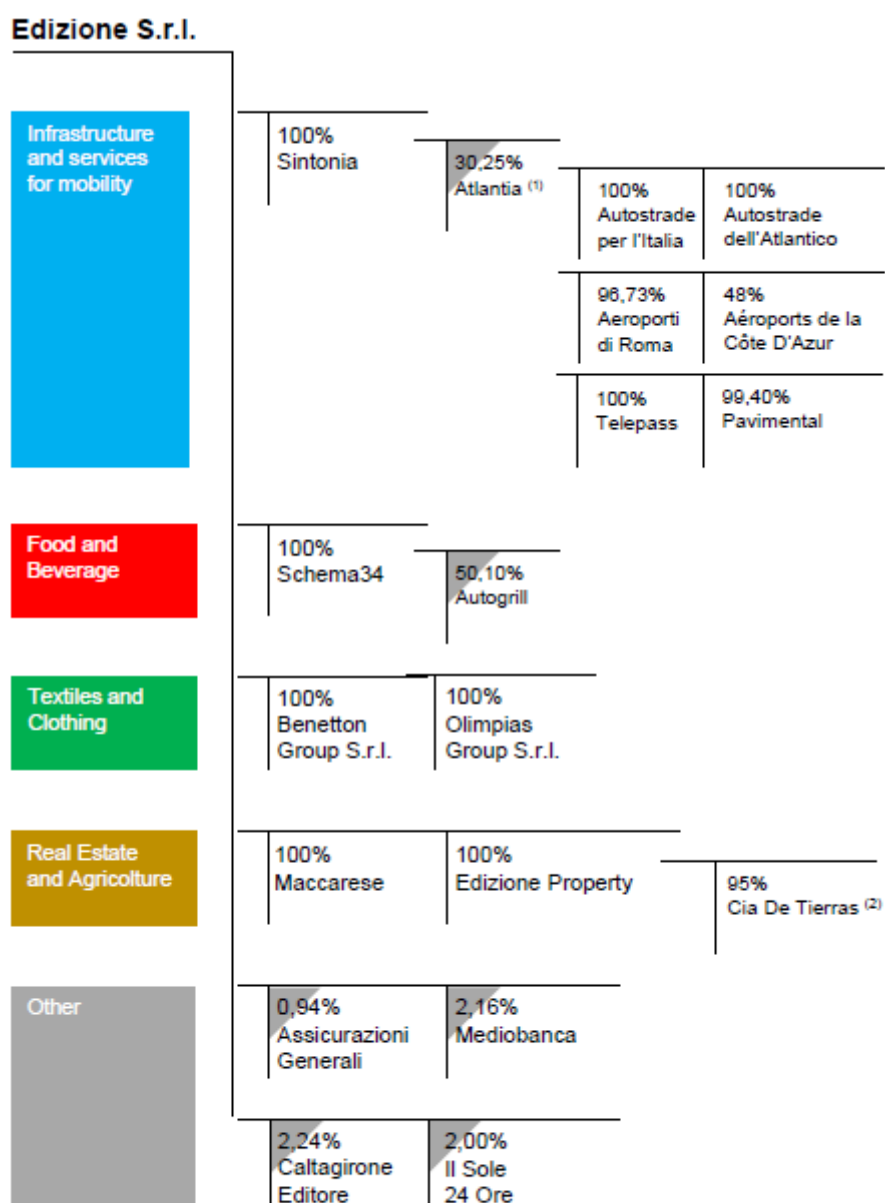 Edizione S.r.l.
Infrastructure
and services
for mobility
100%
Sintonia
30,25%
Atlantia (1)
100%
Autostrade
per l'Italia
100%
Autostrade
dell'Atlantico
96,73%
Aeroporti
di Roma
48%
Aéroports de la
Côte D'Azur
100%
Telepass
99,40%
Pavimental
Food and
Beverage
100%
Schema34
50,10%
Autogrill
Textiles and
Clothing
100%
Benetton
Group S.r.l.
100%
Olimpias
Group S.r.l.
Real Estate
and Agricolture
100%
Maccarese
100%
Edizione Property
95%
Cia De Tierras (2)
Other
0,94%
Assicurazioni
Generali
2,16%
Mediobanca
2,24%
Caltagirone
Editore
2,00%
Il Sole
24 Ore